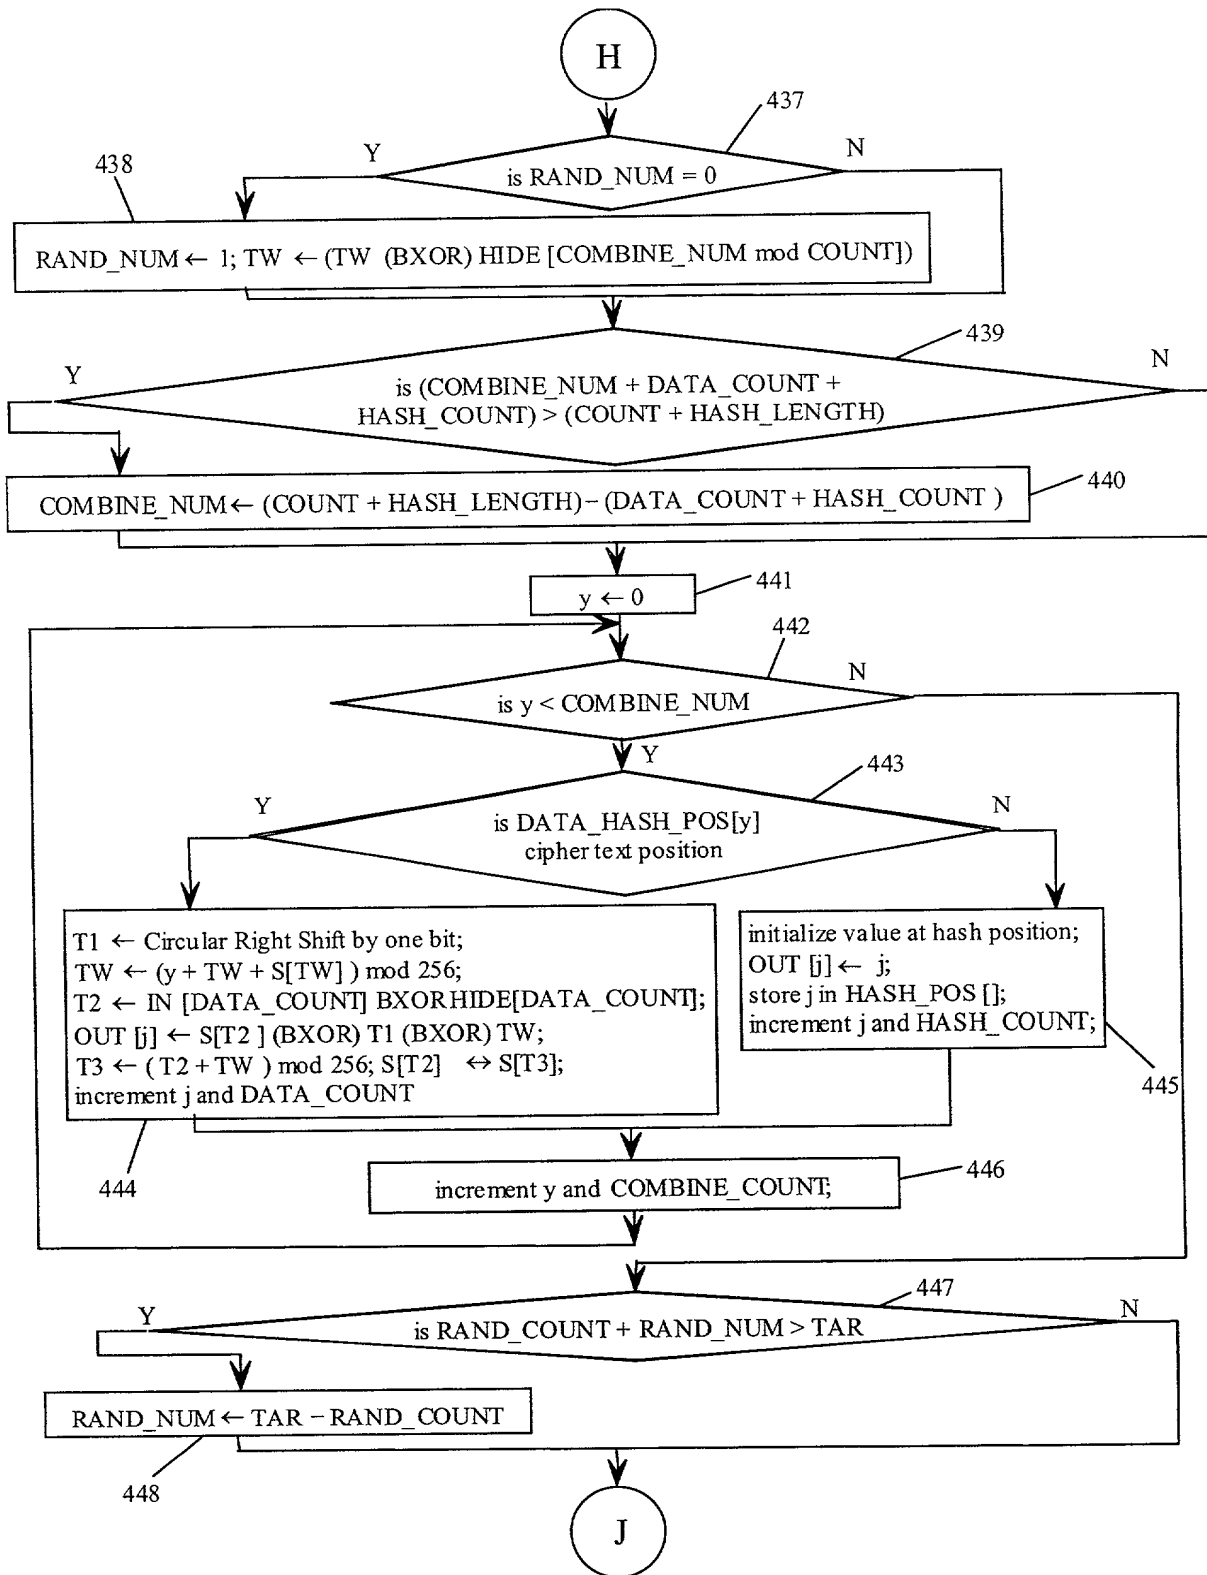 H
437
Y
N
438
is RAND_NUM = 0
RAND_NUM ← 1; TW ← (TW (BXOR) HIDE [COMBINE_NUM mod COUNT])
439
Y
N
is (COMBINE_NUM + DATA_COUNT +
HASH_COUNT) > (COUNT + HASH_LENGTH)
440
COMBINE_NUM ← (COUNT + HASH_LENGTH) – (DATA_COUNT + HASH_COUNT )
441
y ← 0
442
N
is y < COMBINE_NUM
Y
443
Y
N
is DATA_HASH_POS[y]
cipher text position
T1 ← Circular Right Shift by one bit;
TW ← (y + TW + S[TW] ) mod 256;
T2 ← IN [DATA_COUNT] BXORHIDE[DATA_COUNT];
OUT [j] ← S[T2 ] (BXOR) T1 (BXOR) TW;
T3 ← ( T2 + TW ) mod 256; S[T2] ↔ S[T3];
increment j and DATA_COUNT
initialize value at hash position;
OUT [j] ← j;
store j in HASH_POS [];
increment j and HASH_COUNT;
445
444
446
increment y and COMBINE_COUNT;
447
Y
N
is RAND_COUNT + RAND_NUM > TAR
RAND_NUM ← TAR – RAND_COUNT
448
J